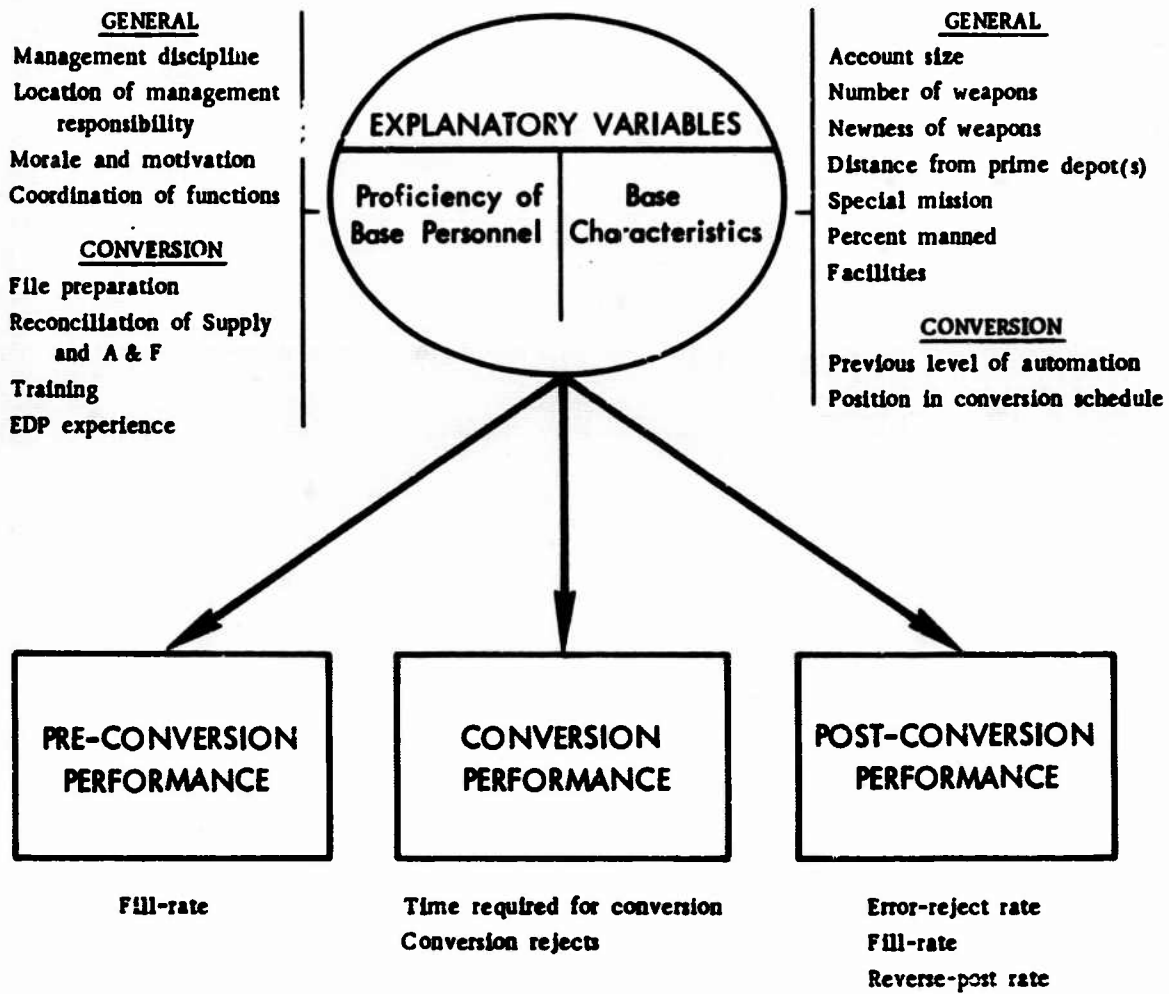 GENERAL
Management discipline
Location of management
responsibility
Morale and motivation
Coordination of functions
CONVERSION
File preparation
Reconciliation of Supply
and A & F
Training
EDP experience
EXPLANATORY VARIABLES
Proficiency of
Base Personnel
Base
Characteristics
GENERAL
Account size
Number of weapons
Newness of weapons
Distance from prime depot(s)
Special mission
Percent manned
Facilities
CONVERSION
Previous level of automation
Position in conversion schedule
PRE-CONVERSION
PERFORMANCE
Fill-rate
CONVERSION
PERFORMANCE
Time required for conversion
Conversion rejects
POST-CONVERSION
PERFORMANCE
Error-reject rate
Fill-rate
Reverse-post rate